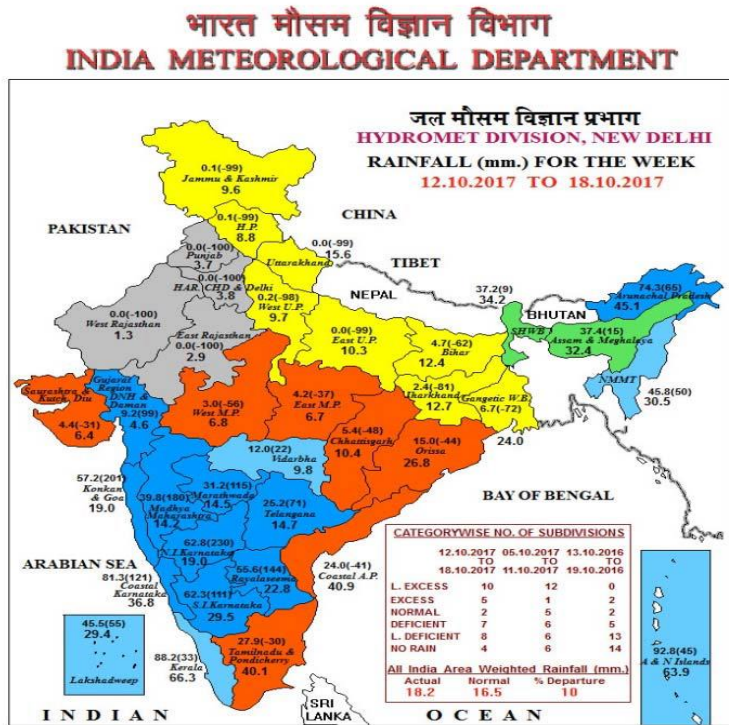 भारत मौसम विज्ञान विभाग
INDIA METEOROLOGICAL DEPARTMENT
जल मौसम विज्ञान प्रभाग
HYDROMET DIVISION, NEW DELHI
RAINFALL (mm.) FOR THE WEEK
12.10.2017 TO 18.10.2017
0.1(-99)
Jammu & Kashmir
9.6
0.1(-99)
H.P.
8.8
PAKISTAN
CHINA
TIBET
NEPAL
BHUTAN
0.0(-100)
Punjab
3.7
0.0(-99)
15.6
Uttarakhand
0.0(-100)
HAR. CHD & Delhi
3.8
0.2(-98)
West U.P.
9.7
0.0(-100)
West Rajasthan
1.3
East Rajasthan
0.0(-100)
2.9
0.0(-99)
East U.P.
10.3
4.7(-62)
Bihar
12.4
37.2(9)
34.2
SHWB
74.3(65)
Arunachal Pradesh
45.1
37.4(15)
Assam & Meghalaya
32.4
NMMT
45.8(50)
30.5
2.4(-81)
Jharkhand
12.7
Gangetic W.B.
6.7(-72)
24.0
Saurashtra &
Kutch, Diu
4.4(-31)
6.4
Gujarat
Region
DNH &
Daman
9.2(99)
4.6
3.0(-56)
West M.P.
6.8
4.2(-37)
East M.P.
6.7
5.4(-48)
Chhattisgarh
10.4
15.0(-44)
Orissa
26.8
12.0(22)
Vidarbha
9.8
57.2(201)
Konkan
& Goa
19.0
39.8(180)
Madhya
Maharashtra
14.2
31.2(115)
Marathwada
14.5
25.2(71)
Telangana
14.7
62.8(230)
N.I.Karnataka
19.0
55.6(144)
Rayalaseema
22.8
24.0(-41)
Coastal A.P.
40.9
ARABIAN SEA
BAY OF BENGAL
81.3(121)
Coastal
Karnataka
36.8
62.3(111)
S.I.Karnataka
29.5
27.9(-30)
Tamilnadu &
Pondicherry
40.1
88.2(33)
Kerala
66.3
45.5(55)
29.4
Lakshadweep
92.8(45)
A & N Islands
63.9
CATEGORYWISE NO. OF SUBDIVISIONS
12.10.2017 05.10.2017 13.10.2016
TO TO TO
18.10.2017 11.10.2017 19.10.2016
L. EXCESS 10 12 0
EXCESS 5 1 2
NORMAL 2 5 2
DEFICIENT 7 6 5
L. DEFICIENT 8 6 13
NO RAIN 4 6 14
All India Area Weighted Rainfall (mm.)
Actual Normal % Departure
18.2 16.5 10
SRI
LANKA
INDIAN OCEAN